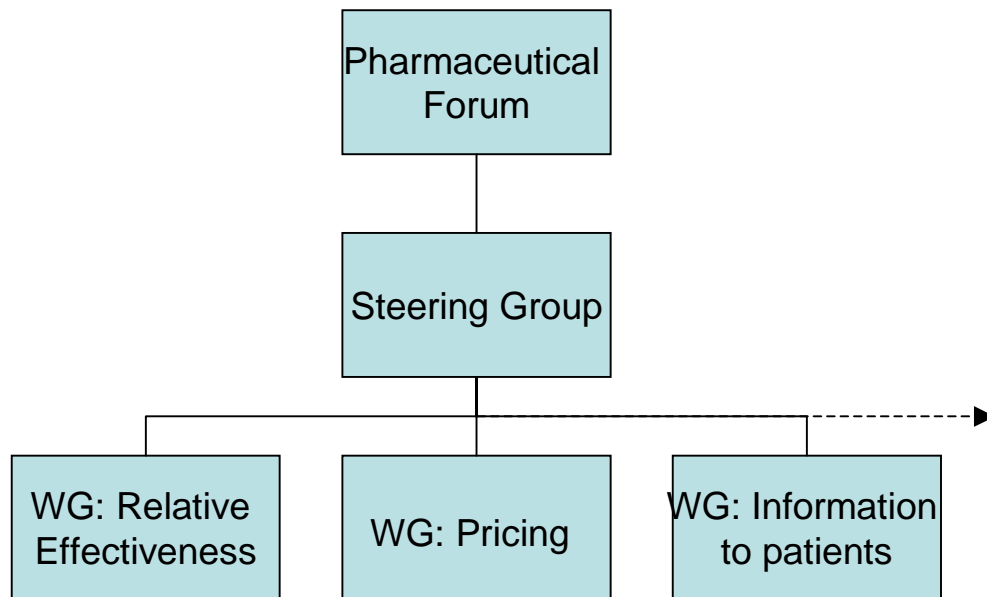 Pharmaceutical
Forum
Steering Group
WG: Relative
Effectiveness
WG: Pricing
WG: Information
to patients